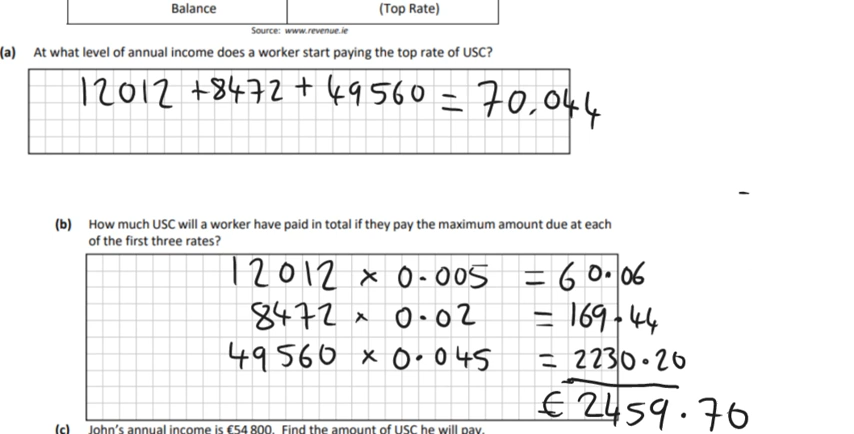 Balance (Top Rate)
Source: www.revenue.ie
(a) At what level of annual income does a worker start paying the top rate of USC?
12012 + 8472 + 49560 = 70.044
(b) How much USC will a worker have paid in total if they pay the maximum amount due at each
of the first three rates?
12012 × 0.005 = 60.06
8472 × 0.02 = 169.44
49560 × 0.045 = 2230.20
€2459.70
(c) John's annual income is €54 800. Find the amount of USC he will pay.